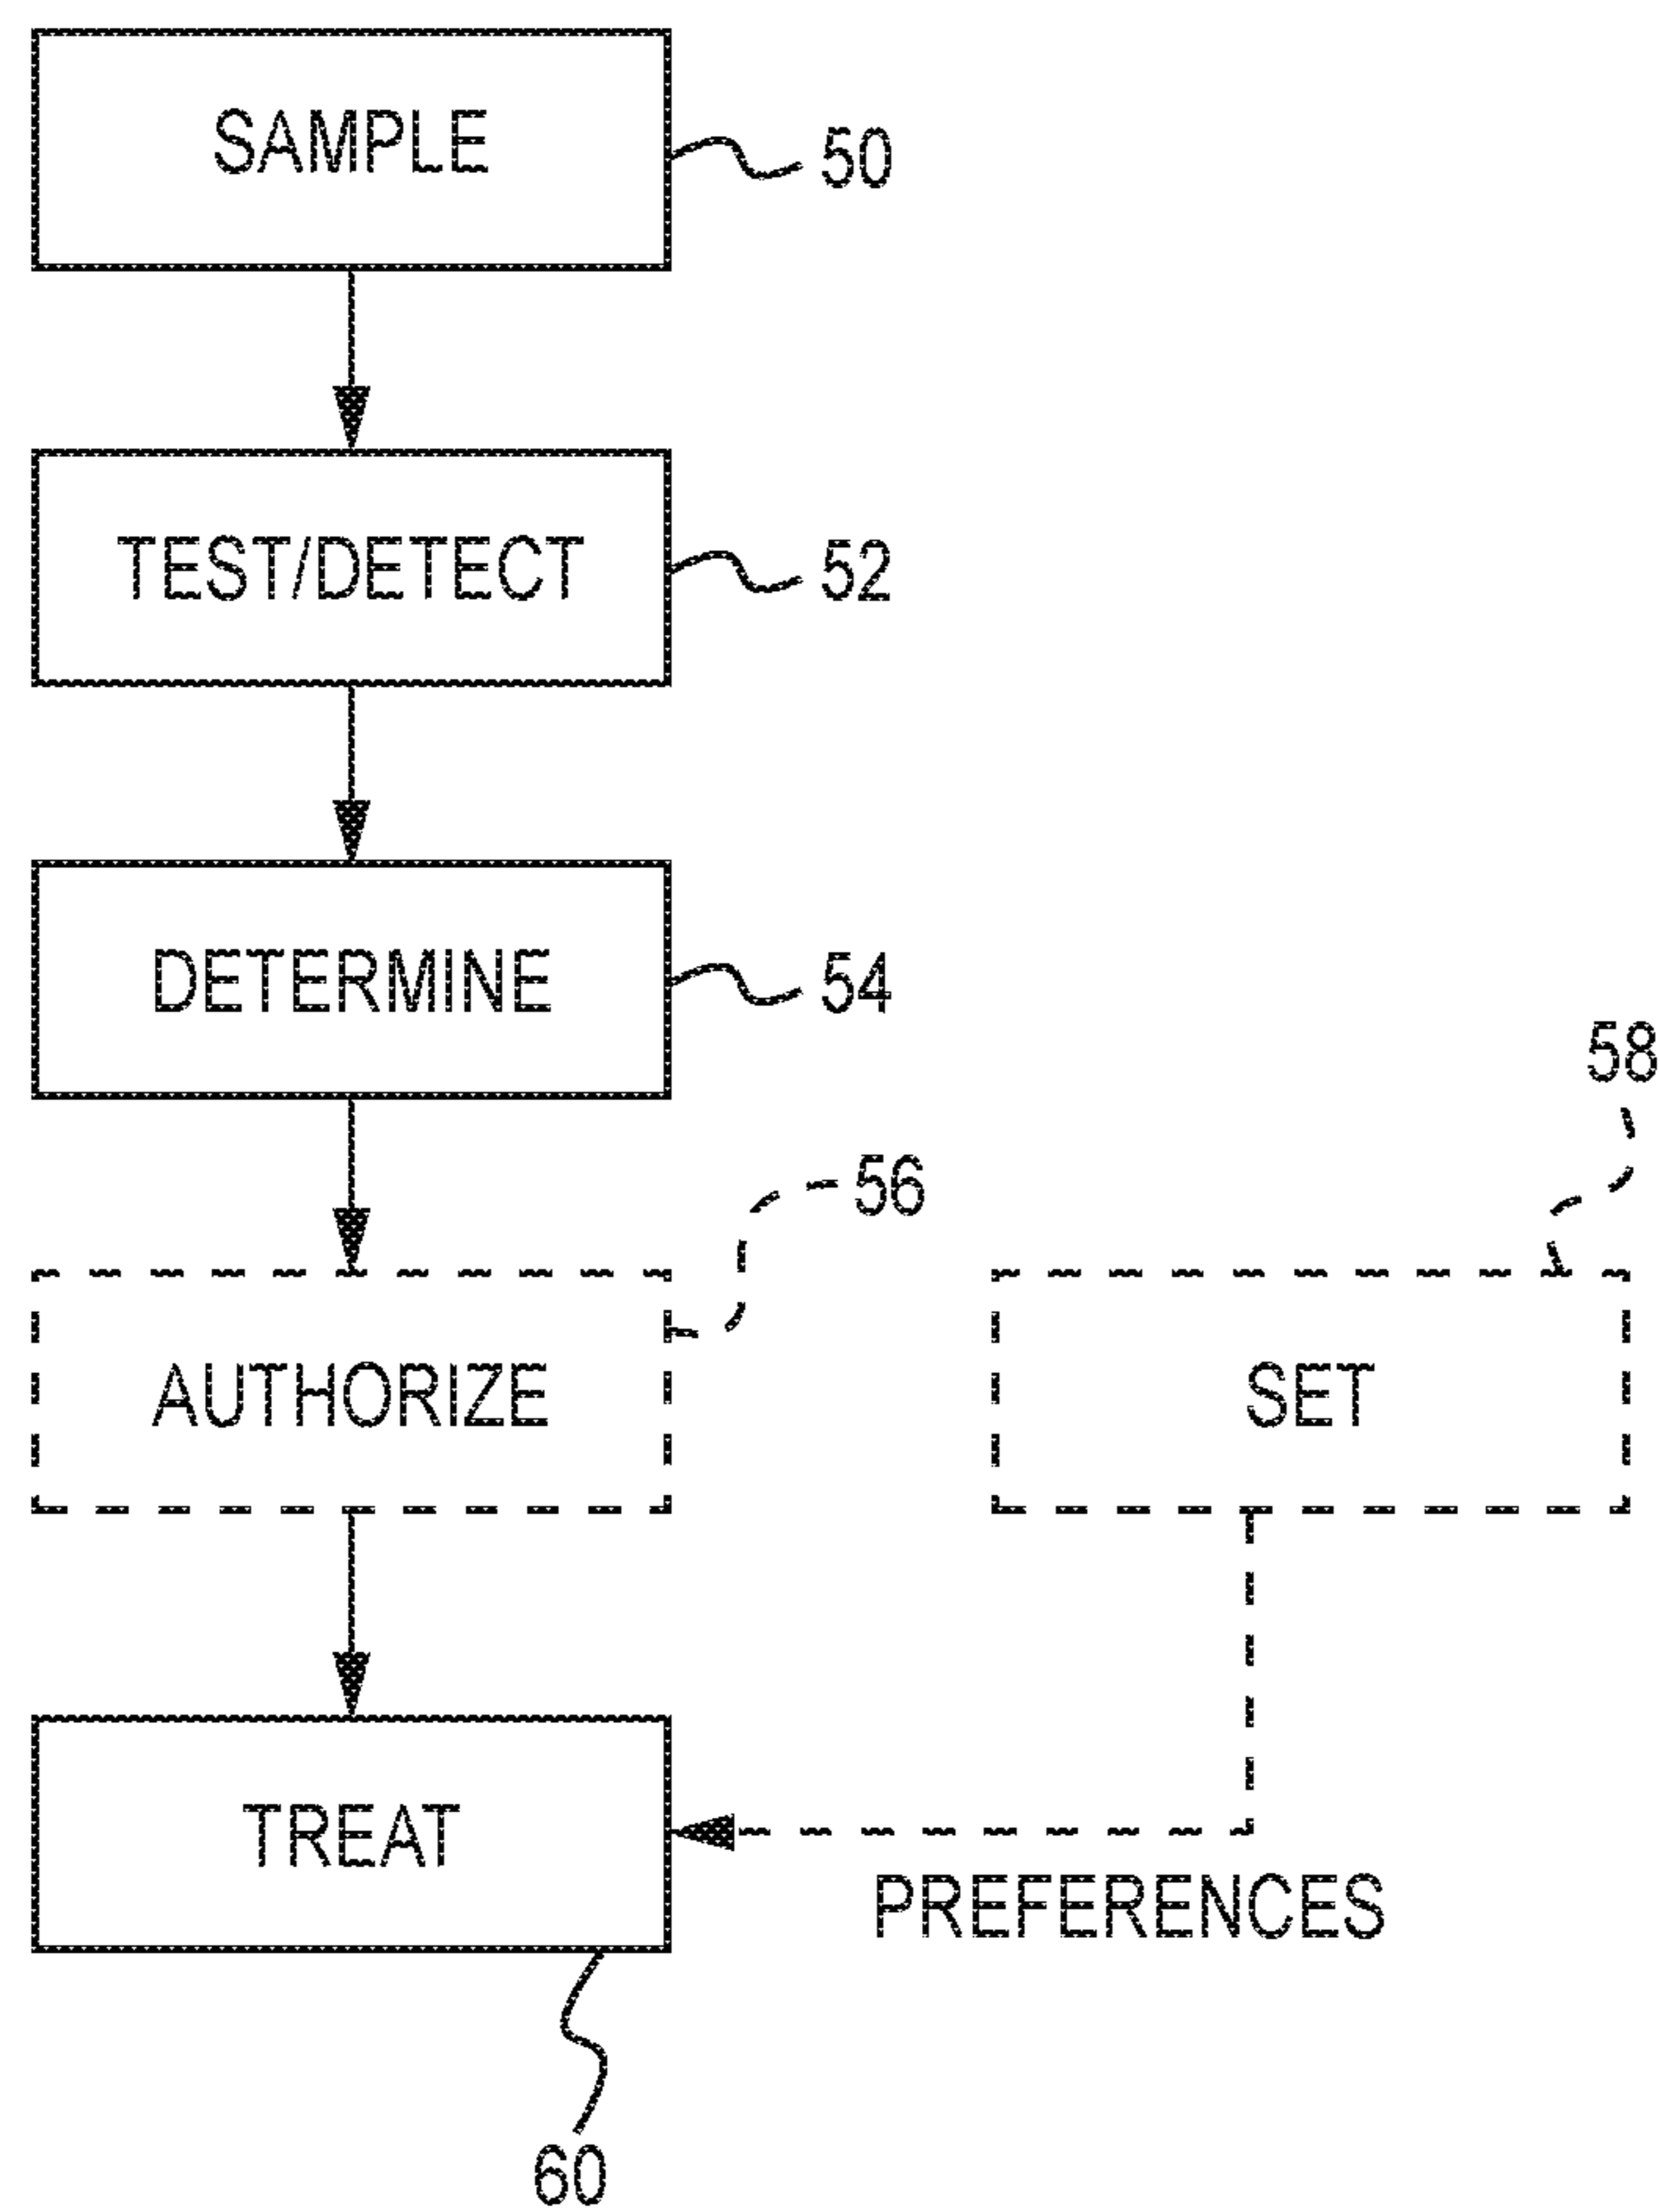 SAMPLE
50
TEST/DETECT
52
DETERMINE
54
58
56
AUTHORIZE
SET
TREAT
PREFERENCES
60